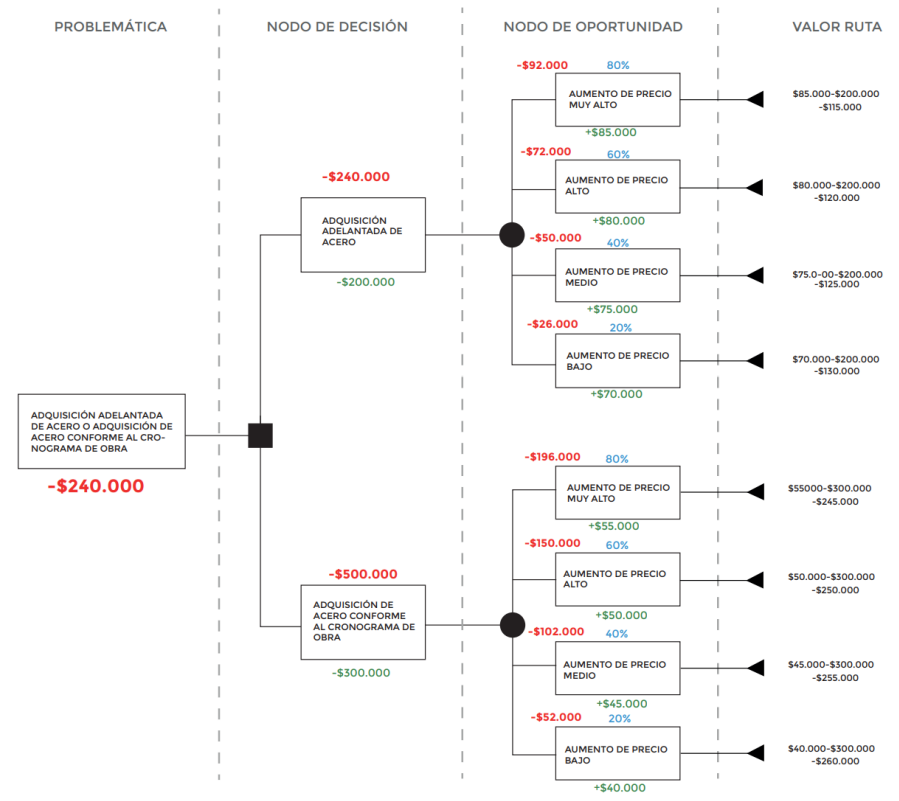 PROBLEMÁTICA
NODO DE DECISIÓN
NODO DE OPORTUNIDAD
VALOR RUTA
-$92.000
80%
AUMENTO DE PRECIO
MUY ALTO
+$85.000
$85.000-$200.000
-$115.000
-$72.000
60%
AUMENTO DE PRECIO
ALTO
+$80.000
$80.000-$200.000
-$120.000
-$240.000
ADQUISICIÓN
ADELANTADA DE
ACERO
-$200.000
-$50.000
40%
AUMENTO DE PRECIO
MEDIO
+$75.000
$75.0-00-$200.000
-$125.000
-$26.000
20%
AUMENTO DE PRECIO
BAJO
+$70.000
$70.000-$200.000
-$130.000
ADQUISICIÓN ADELANTADA
DE ACERO O ADQUISICIÓN DE
ACERO CONFORME AL CRO-
NOGRAMA DE OBRA
-$240.000
-$196.000
80%
AUMENTO DE PRECIO
MUY ALTO
+$55.000
$55000-$300.000
-$245.000
-$150.000
60%
AUMENTO DE PRECIO
ALTO
+$50.000
$50.000-$300.000
-$250.000
-$500.000
ADQUISICIÓN DE
ACERO CONFORME
AL CRONOGRAMA DE
OBRA
-$300.000
-$102.000
40%
AUMENTO DE PRECIO
MEDIO
+$45.000
$45.000-$300.000
-$255.000
-$52.000
20%
AUMENTO DE PRECIO
BAJO
+$40.000
$40.000-$300.000
-$260.000